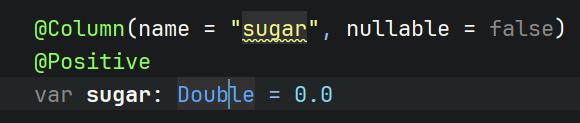 @Column(name = "sugar", nullable = false)
@Positive
var sugar: Double = 0.0